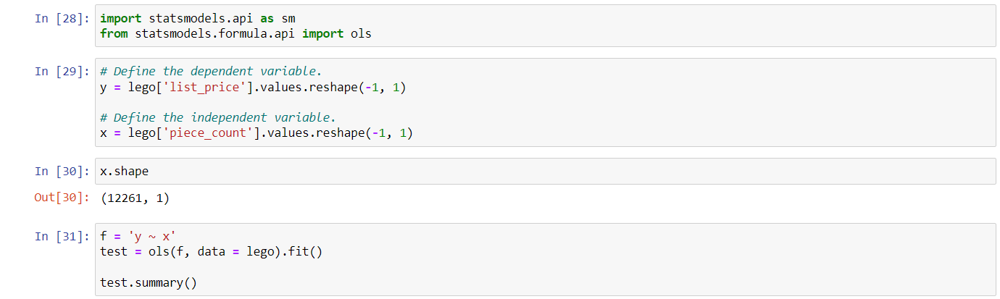 In [28]: import statsmodels.api as sm
from statsmodels.formula.api import ols
In [29]: # Define the dependent variable.
y = lego['list_price'].values.reshape(-1, 1)
# Define the independent variable.
x = lego['piece_count'].values.reshape(-1, 1)
In [30]: x.shape
Out[30]: (12261, 1)
In [31]: f = 'y ~ x'
test = ols(f, data = lego).fit()
test.summary()